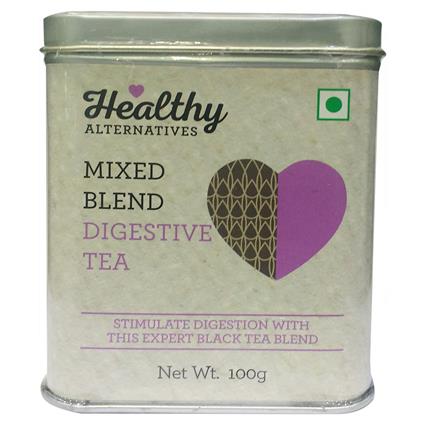 Healthy
ALTERNATIVES
MIXED
BLEND
DIGESTIVE
TEA
STIMULATE DIGESTION WITH
THIS EXPERT BLACK TEA BLEND
Net Wt. 100g